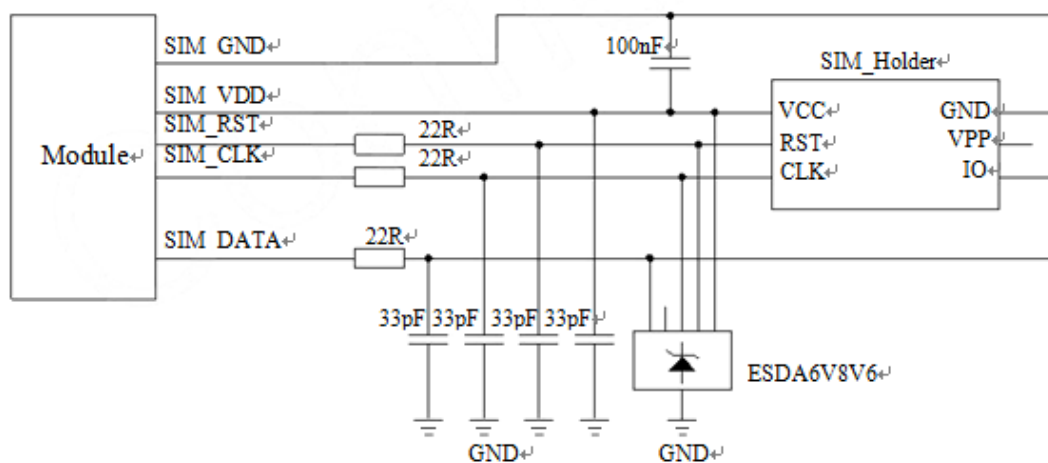 SIM_GND↵
100nF↵
SIM_Holder↵
SIM_VDD↵
VCC↵
GND↵
SIM_RST↵
22R↵
RST↵
VPP↵
Module↵
SIM_CLK↵
22R↵
CLK↵
IO↵
SIM_DATA↵
22R↵
33pF 33pF↵ 33pF 33pF↵
ESDA6V8V6↵
GND↵
GND↵